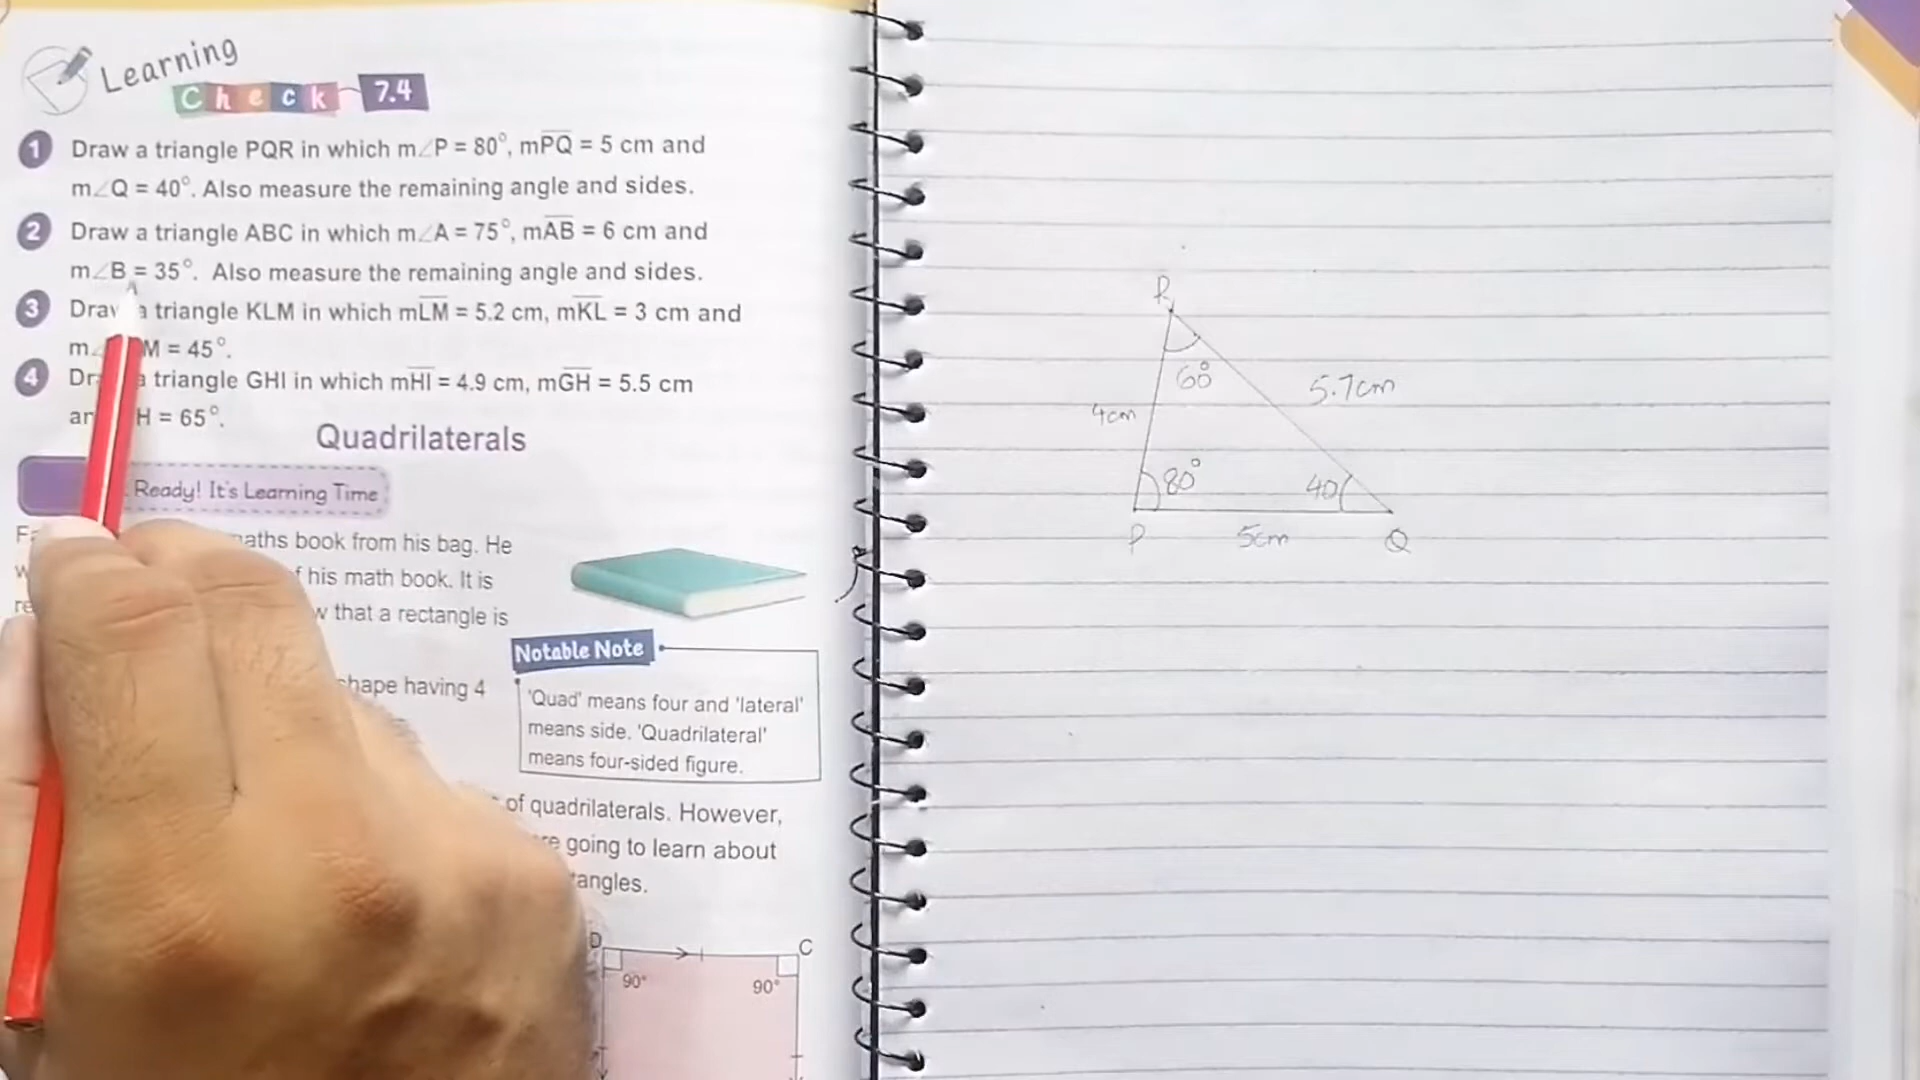 Learning
Check 7.4
1 Draw a triangle PQR in which m∠P = 80°, mPQ = 5 cm and
m∠Q = 40°. Also measure the remaining angle and sides.
2 Draw a triangle ABC in which m∠A = 75°, mAB = 6 cm and
m∠B = 35°. Also measure the remaining angle and sides.
3 Draw a triangle KLM in which mLM = 5.2 cm, mKL = 3 cm and
M = 45°.
4 triangle GHI in which mHI = 4.9 cm, mGH = 5.5 cm
H = 65°.
Quadrilaterals
Ready! It's Learning Time
maths book from his bag. He
his math book. It is
that a rectangle is
shape having 4
Notable Note
'Quad' means four and 'lateral'
means side. 'Quadrilateral'
means four-sided figure.
of quadrilaterals. However,
going to learn about
D
C
90°
90°
R
60°
5.7cm
4cm
80°
40
P
5cm
Q